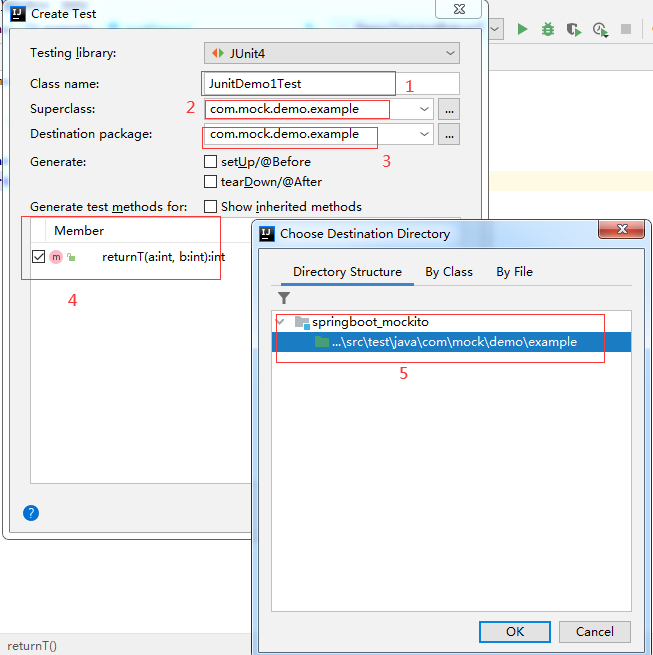 Create Test
Testing library: JUnit4
Class name: JunitDemo1Test 1
Superclass: 2 com.mock.demo.example ...
Destination package: com.mock.demo.example ...
3
Generate: setUp/@Before
tearDown/@After
Generate test methods for: Show inherited methods
Member
m returnT(a:int, b:int):int
4
?
Choose Destination Directory
Directory Structure By Class By File
springboot_mockito
...\src\test\java\com\mock\demo\example
5
OK Cancel
returnT()